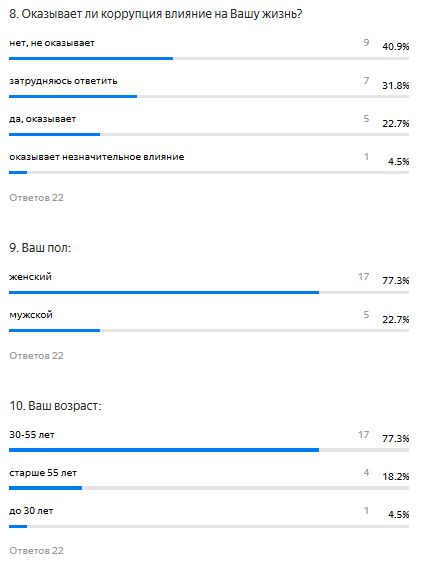 8. Оказывает ли коррупция влияние на Вашу жизнь?
нет, не оказывает 9 40.9%
затрудняюсь ответить 7 31.8%
да, оказывает 5 22.7%
оказывает незначительное влияние 1 4.5%
Ответов 22
9. Ваш пол:
женский 17 77.3%
мужской 5 22.7%
Ответов 22
10. Ваш возраст:
30-55 лет 17 77.3%
старше 55 лет 4 18.2%
до 30 лет 1 4.5%
Ответов 22